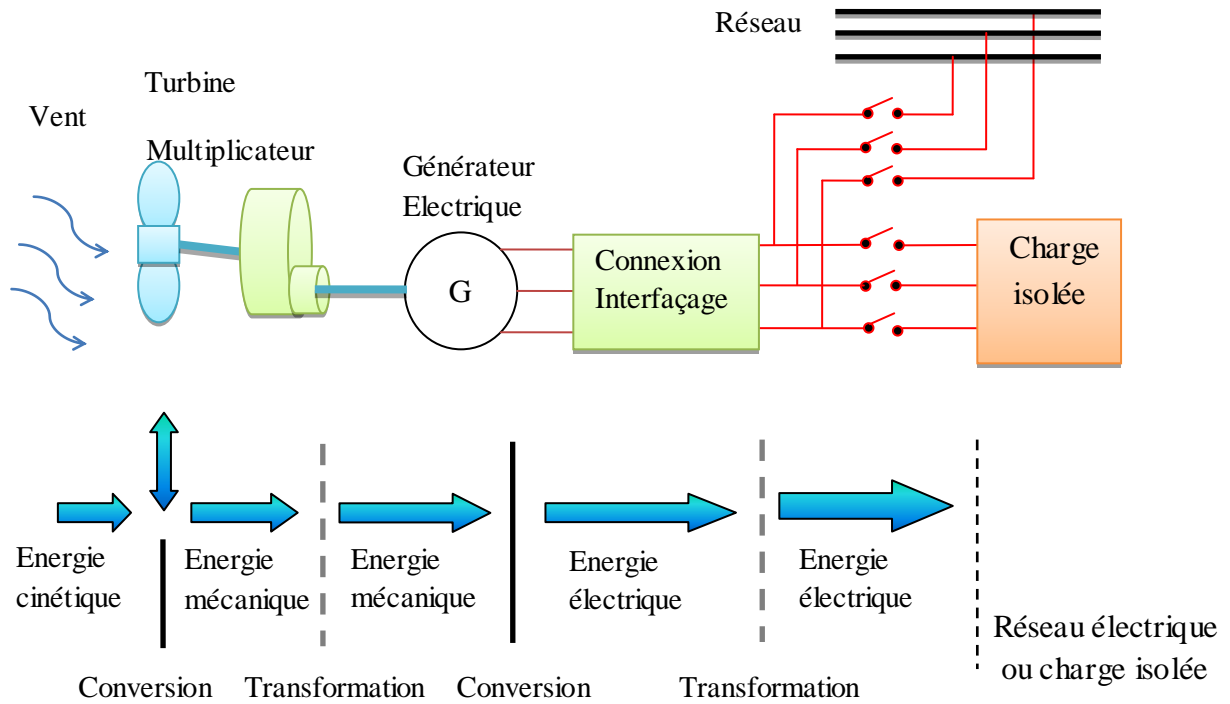 Réseau
Turbine
Vent
Multiplicateur
Générateur
Electrique
G
Connexion
Interfaçage
Charge
isolée
Energie
cinétique
Energie
mécanique
Energie
mécanique
Energie
électrique
Energie
électrique
Réseau électrique
ou charge isolée
Conversion
Transformation
Conversion
Transformation